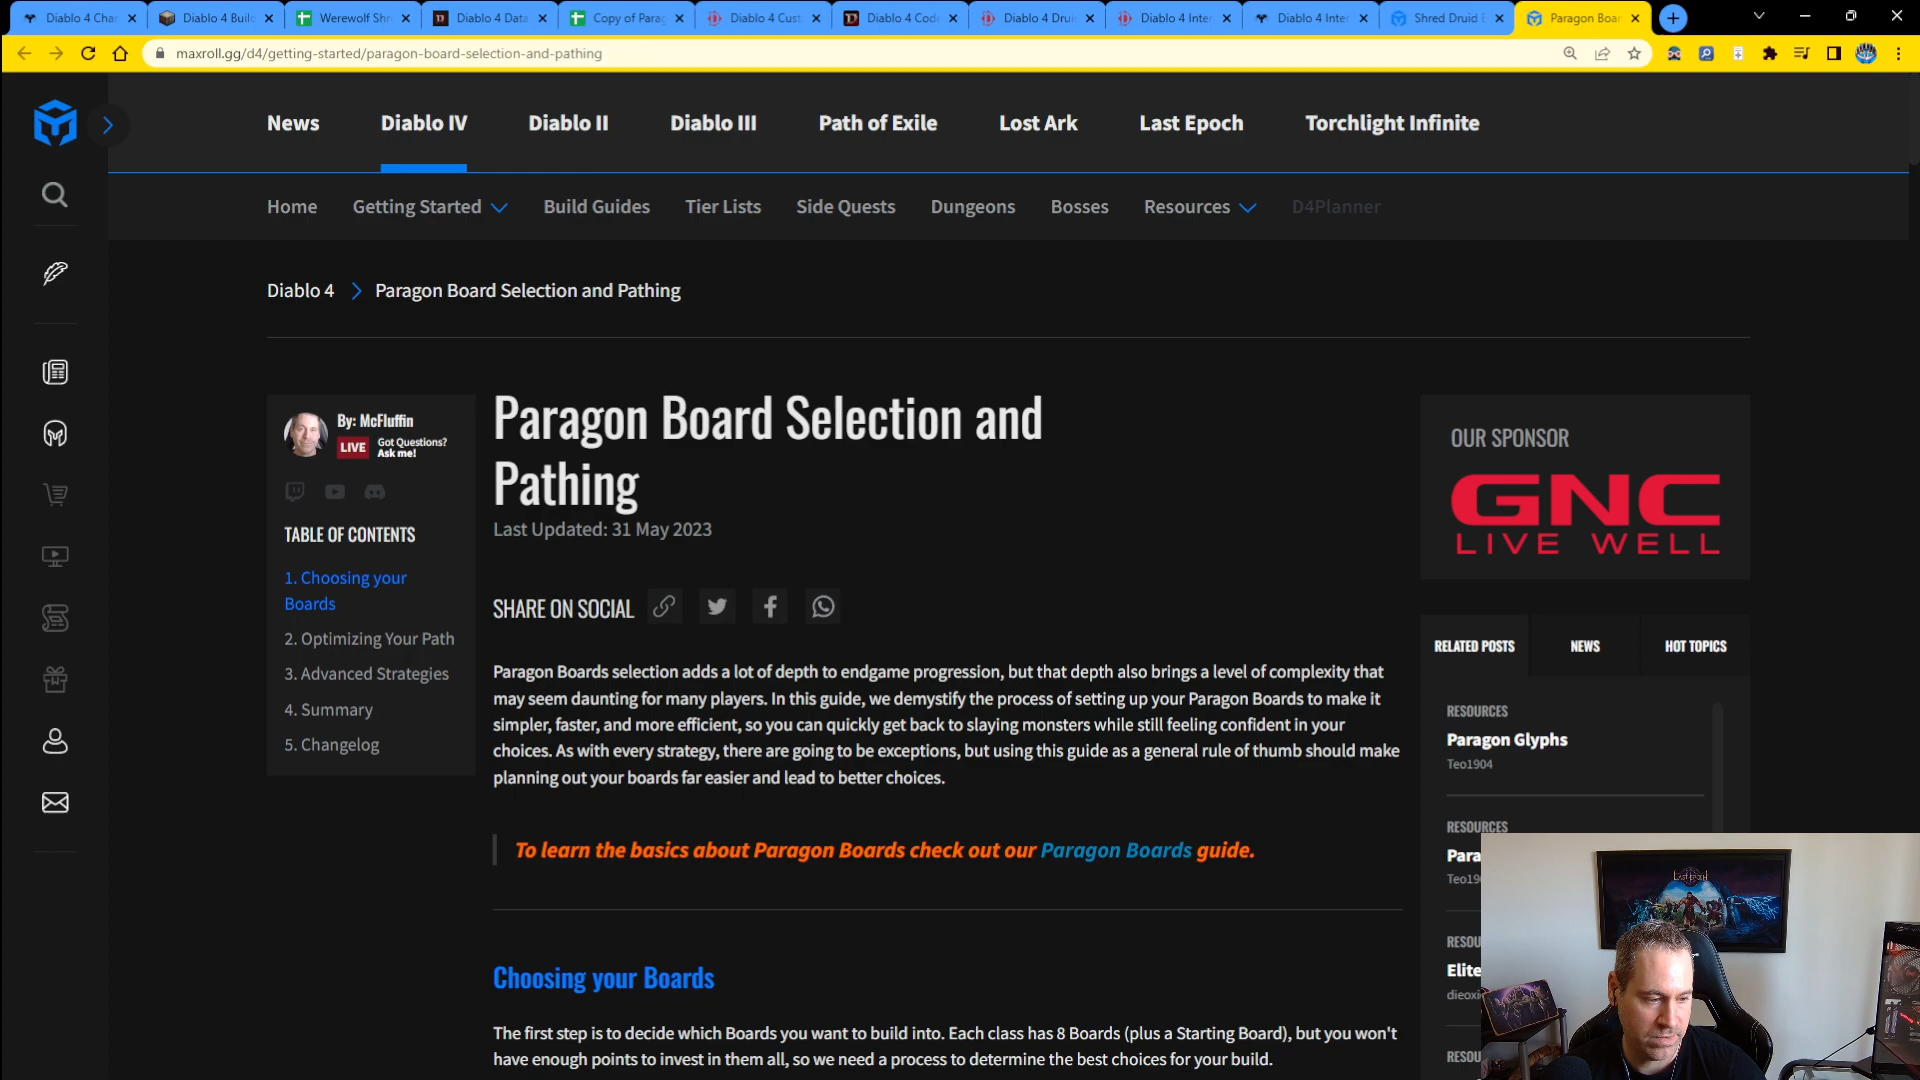 Diablo 4 Char
Diablo 4 Build
Werewolf Shre
Diablo 4 Data
Copy of Parag
Diablo 4 Cust
Diablo 4 Code
Diablo 4 Drui
Diablo 4 Inter
Diablo 4 Inter
Shred Druid E
Paragon Boar
maxroll.gg/d4/getting-started/paragon-board-selection-and-pathing
News
Diablo IV
Diablo II
Diablo III
Path of Exile
Lost Ark
Last Epoch
Torchlight Infinite
Home
Getting Started
Build Guides
Tier Lists
Side Quests
Dungeons
Bosses
Resources
D4Planner
Diablo 4
Paragon Board Selection and Pathing
By: McFluffin
LIVE
Got Questions?
Ask me!
TABLE OF CONTENTS
1. Choosing your
Boards
2. Optimizing Your Path
3. Advanced Strategies
4. Summary
5. Changelog
Paragon Board Selection and
Pathing
Last Updated: 31 May 2023
SHARE ON SOCIAL
Paragon Boards selection adds a lot of depth to endgame progression, but that depth also brings a level of complexity that
may seem daunting for many players. In this guide, we demystify the process of setting up your Paragon Boards to make it
simpler, faster, and more efficient, so you can quickly get back to slaying monsters while still feeling confident in your
choices. As with every strategy, there are going to be exceptions, but using this guide as a general rule of thumb should make
planning out your boards far easier and lead to better choices.
To learn the basics about Paragon Boards check out our Paragon Boards guide.
Choosing your Boards
The first step is to decide which Boards you want to build into. Each class has 8 Boards (plus a Starting Board), but you won't
have enough points to invest in them all, so we need a process to determine the best choices for your build.
OUR SPONSOR
GNC
LIVE WELL
RELATED POSTS
NEWS
HOT TOPICS
RESOURCES
Paragon Glyphs
Teo1904
RESOURCES
Para
Teo19
RESOU
Elite
dieoxi
RESOU
LAST EPOCH